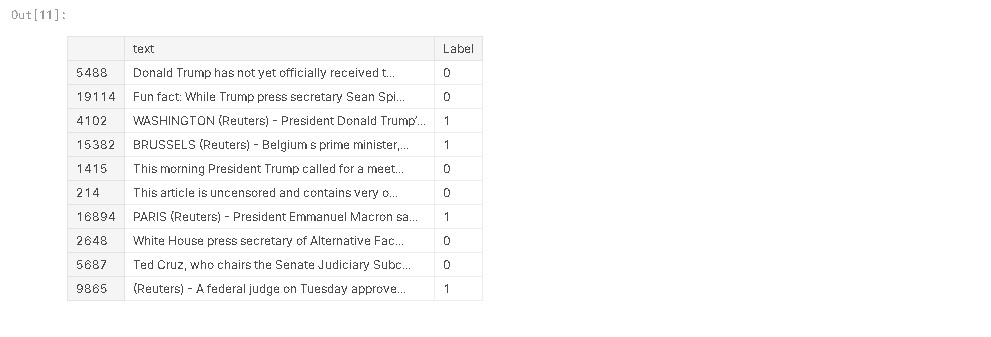 Out[11]:
text Label
5488 Donald Trump has not yet officially received t... 0
19114 Fun fact: While Trump press secretary Sean Spi... 0
4102 WASHINGTON (Reuters) - President Donald Trump'... 1
15382 BRUSSELS (Reuters) - Belgium s prime minister,... 1
1415 This morning President Trump called for a meet... 0
214 This article is uncensored and contains very o... 0
16894 PARIS (Reuters) - President Emmanuel Macron sa... 1
2648 White House press secretary of Alternative Fac... 0
5687 Ted Cruz, who chairs the Senate Judiciary Subc... 0
9865 (Reuters) - A federal judge on Tuesday approve... 1